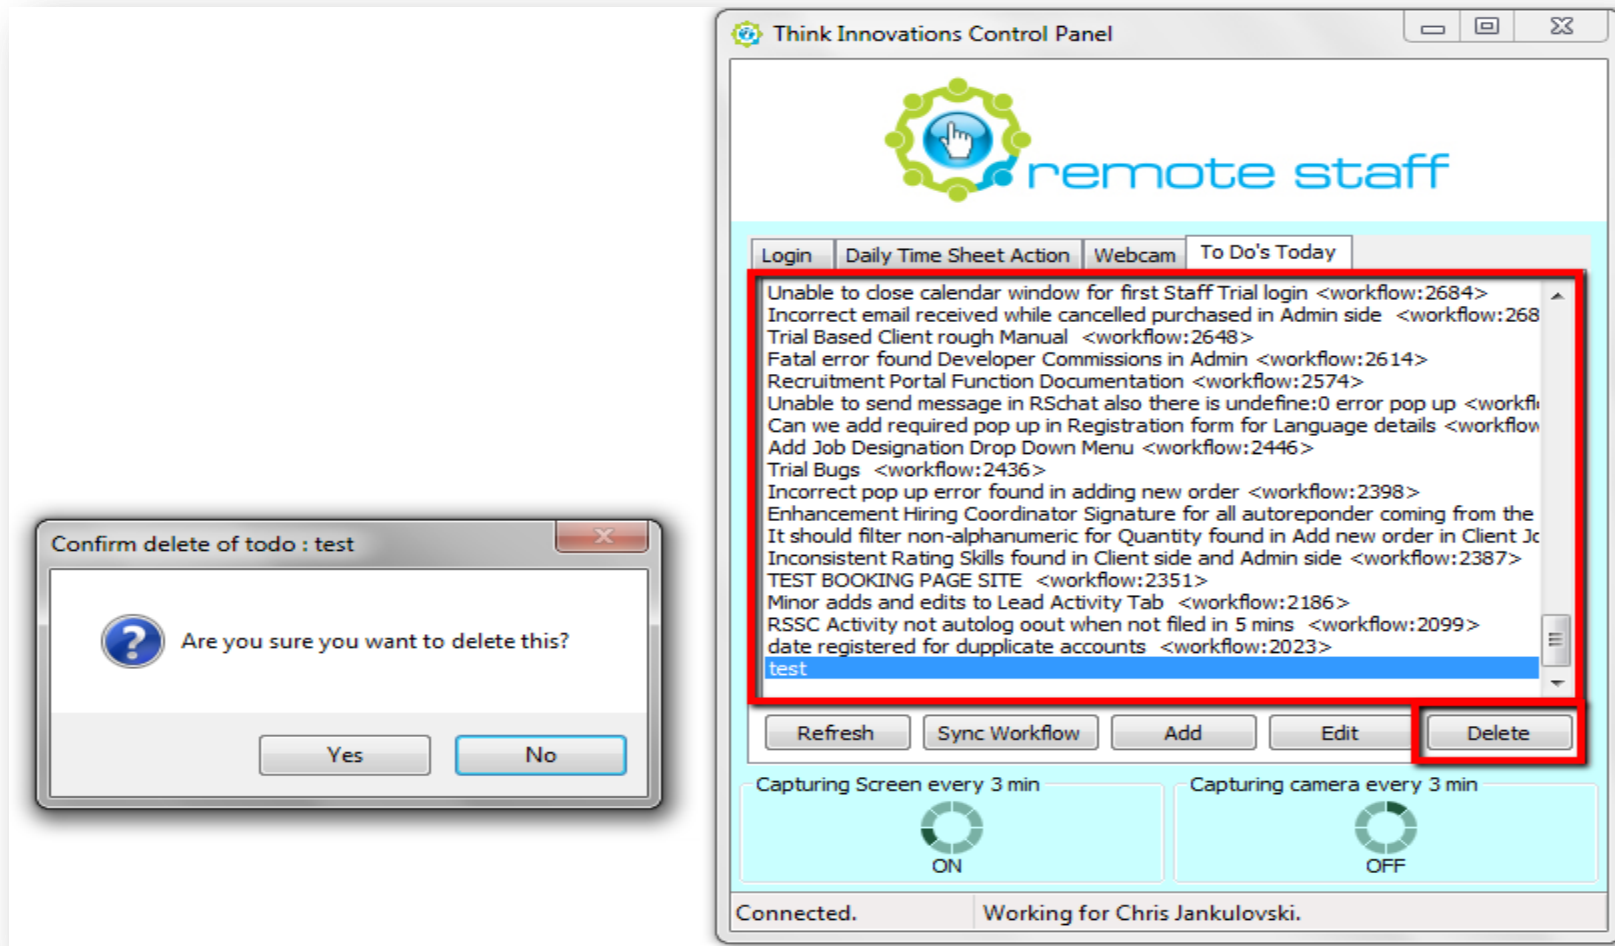 Confirm delete of todo : test
Are you sure you want to delete this?
Yes
No
Think Innovations Control Panel
remote staff
Login
Daily Time Sheet Action
Webcam
To Do's Today
Unable to close calendar window for first Staff Trial login <workflow:2684>
Incorrect email received while cancelled purchased in Admin side <workflow:268
Trial Based Client rough Manual <workflow:2648>
Fatal error found Developer Commissions in Admin <workflow:2614>
Recruitment Portal Function Documentation <workflow:2574>
Unable to send message in RSchat also there is undefine:0 error pop up <workfl
Can we add required pop up in Registration form for Language details <workflow
Add Job Designation Drop Down Menu <workflow:2446>
Trial Bugs <workflow:2436>
Incorrect pop up error found in adding new order <workflow:2398>
Enhancement Hiring Coordinator Signature for all autoreponder coming from the
It should filter non-alphanumeric for Quantity found in Add new order in Client Jo
Inconsistent Rating Skills found in Client side and Admin side <workflow:2387>
TEST BOOKING PAGE SITE <workflow:2351>
Minor adds and edits to Lead Activity Tab <workflow:2186>
RSSC Activity not autolog oout when not filed in 5 mins <workflow:2099>
date registered for dupplicate accounts <workflow:2023>
test
Refresh
Sync Workflow
Add
Edit
Delete
Capturing Screen every 3 min
ON
Capturing camera every 3 min
OFF
Connected.
Working for Chris Jankulovski.